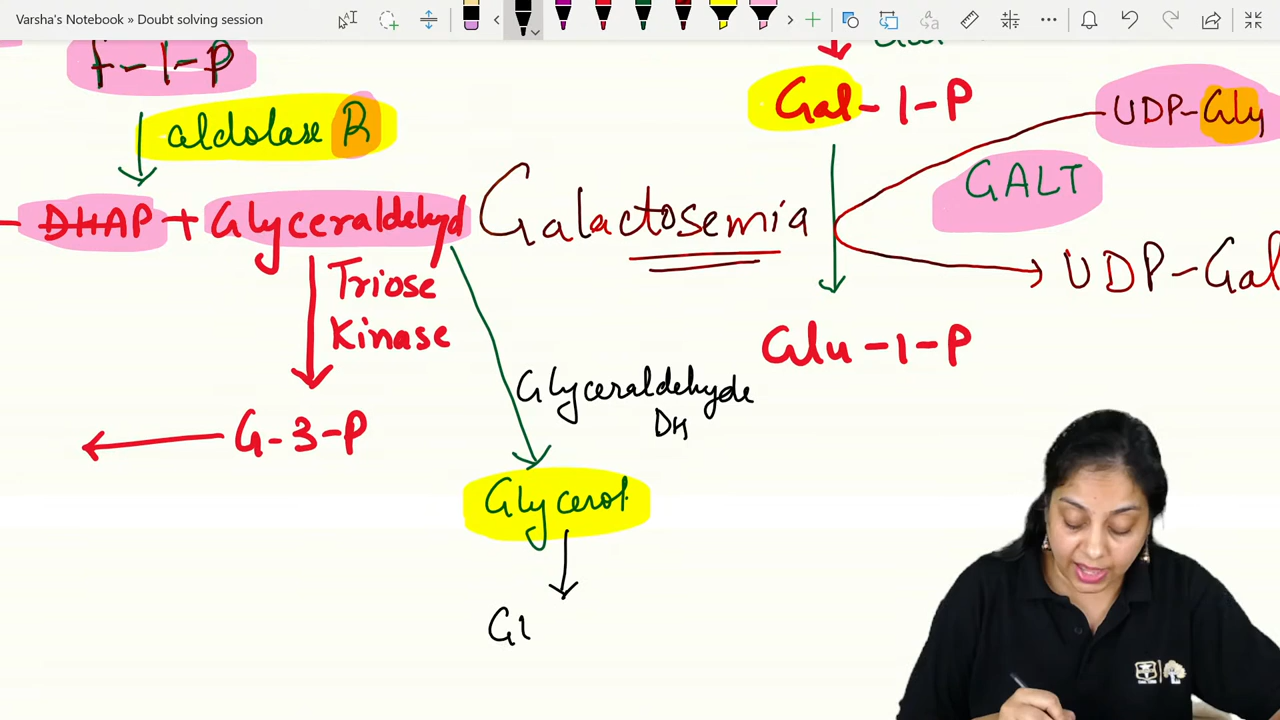 Varsha's Notebook » Doubt solving session
f-1-P
aldolase B
DHAP + Glyceraldehyd
Triose
Kinase
G-3-P
Glyceraldehyde
DH
Glycerol
Gl
Galactosemia
Gal-1-P
UDP-Glu
GALT
UDP-Gal
Glu-1-P